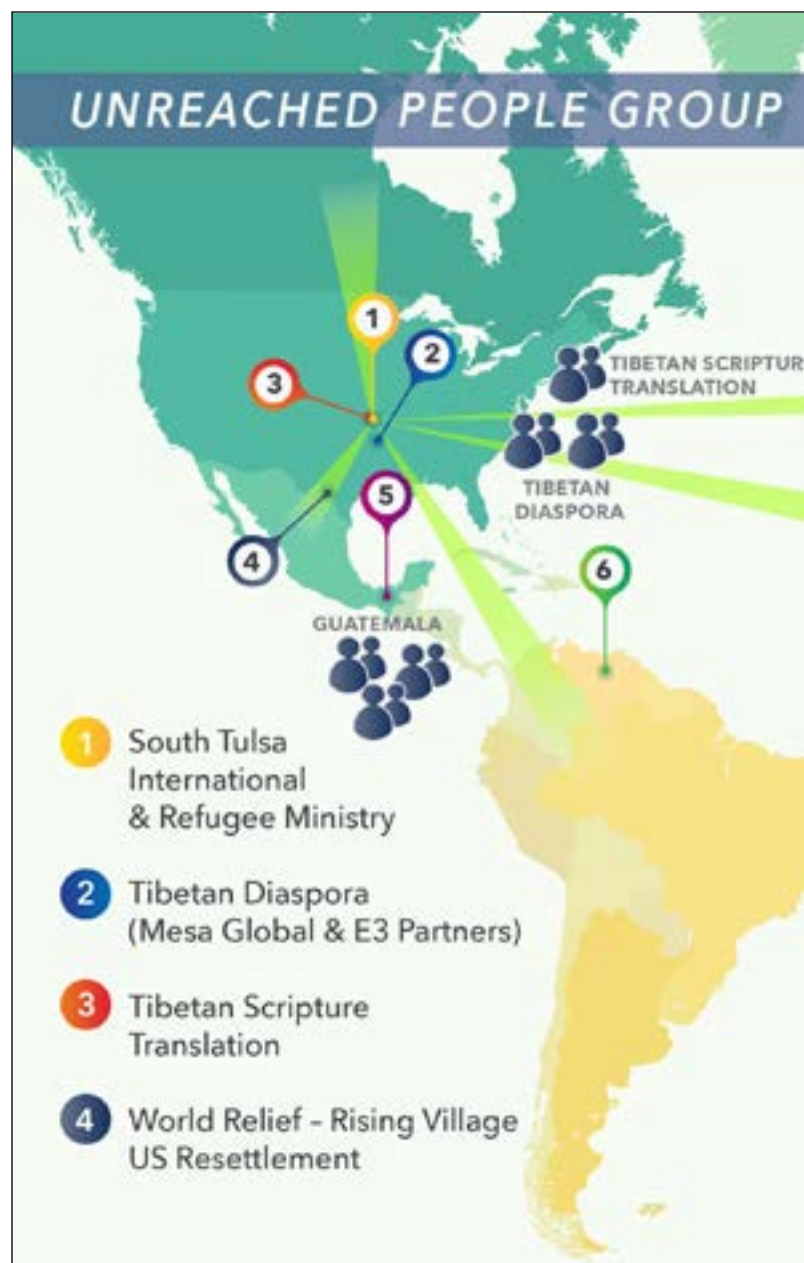 UNREACHED PEOPLE GROUP
1
2
3
TIBETAN SCRIPTUR
TRANSLATION
5
TIBETAN
DIASPORA
4
6
GUATEMALA
1 South Tulsa
International
& Refugee Ministry
2 Tibetan Diaspora
(Mesa Global & E3 Partners)
3 Tibetan Scripture
Translation
4 World Relief – Rising Village
US Resettlement